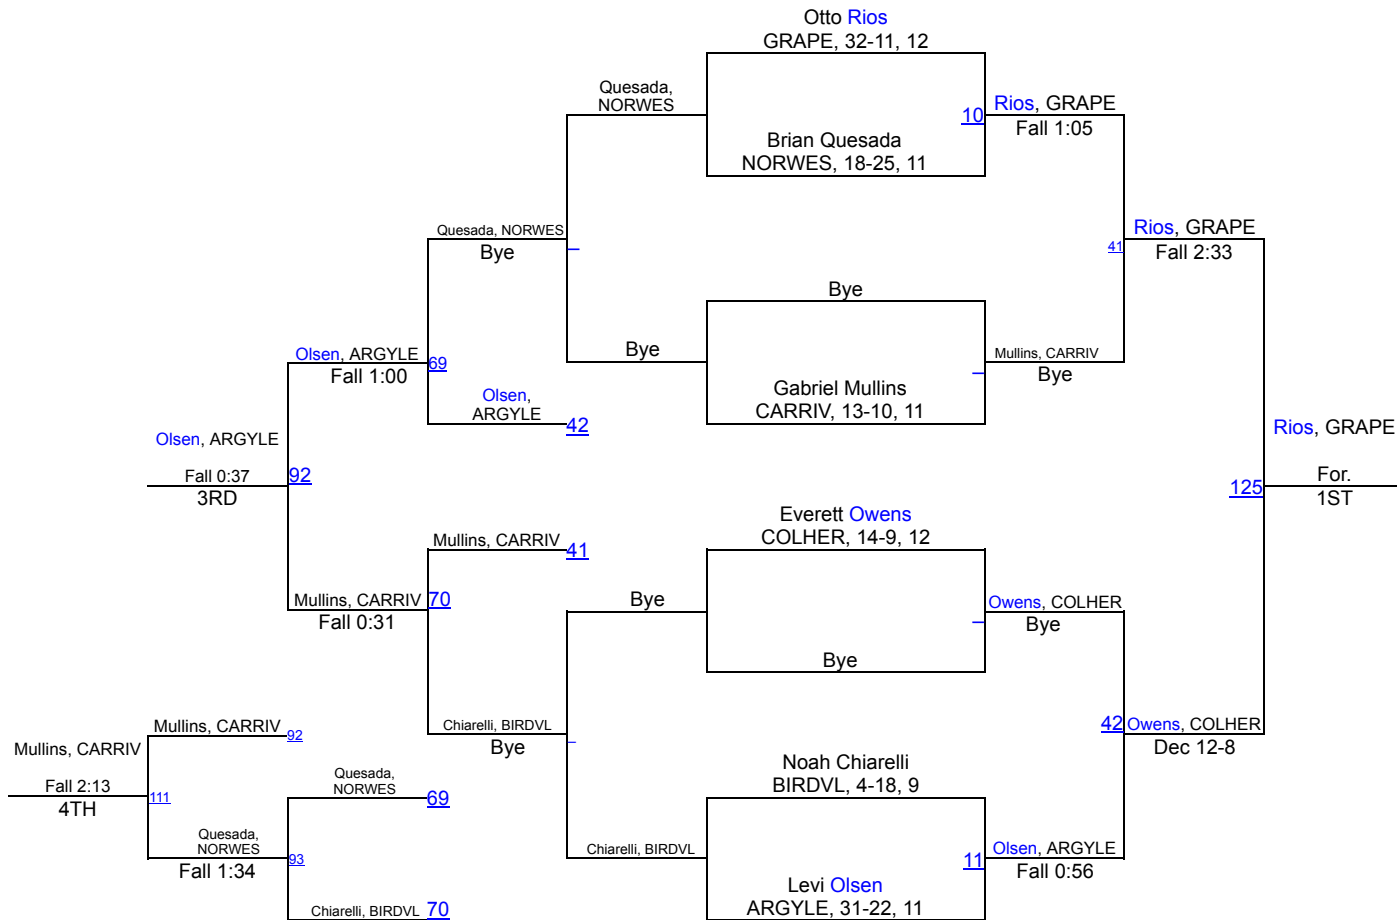 Otto Rios
GRAPE, 32-11, 12
Quesada,
NORWES
10
Rios, GRAPE
Fall 1:05
Brian Quesada
NORWES, 18-25, 11
Quesada, NORWES
Bye
Rios, GRAPE
41
Fall 2:33
Bye
Olsen, ARGYLE
69
Fall 1:00
Bye
Mullins, CARRIV
Bye
Gabriel Mullins
CARRIV, 13-10, 11
Olsen,
ARGYLE
42
Olsen, ARGYLE
Rios, GRAPE
Fall 0:37
92
3RD
125
For.
1ST
Everett Owens
COLHER, 14-9, 12
Mullins, CARRIV
41
Mullins, CARRIV
70
Fall 0:31
Bye
Owens, COLHER
Bye
Bye
Chiarelli, BIRDVL
Bye
42
Owens, COLHER
Dec 12-8
Mullins, CARRIV
92
Mullins, CARRIV
Fall 2:13
111
4TH
Noah Chiarelli
BIRDVL, 4-18, 9
Quesada,
NORWES
69
Quesada,
NORWES
93
Fall 1:34
Chiarelli, BIRDVL
11
Olsen, ARGYLE
Fall 0:56
Levi Olsen
ARGYLE, 31-22, 11
Chiarelli, BIRDVL
70